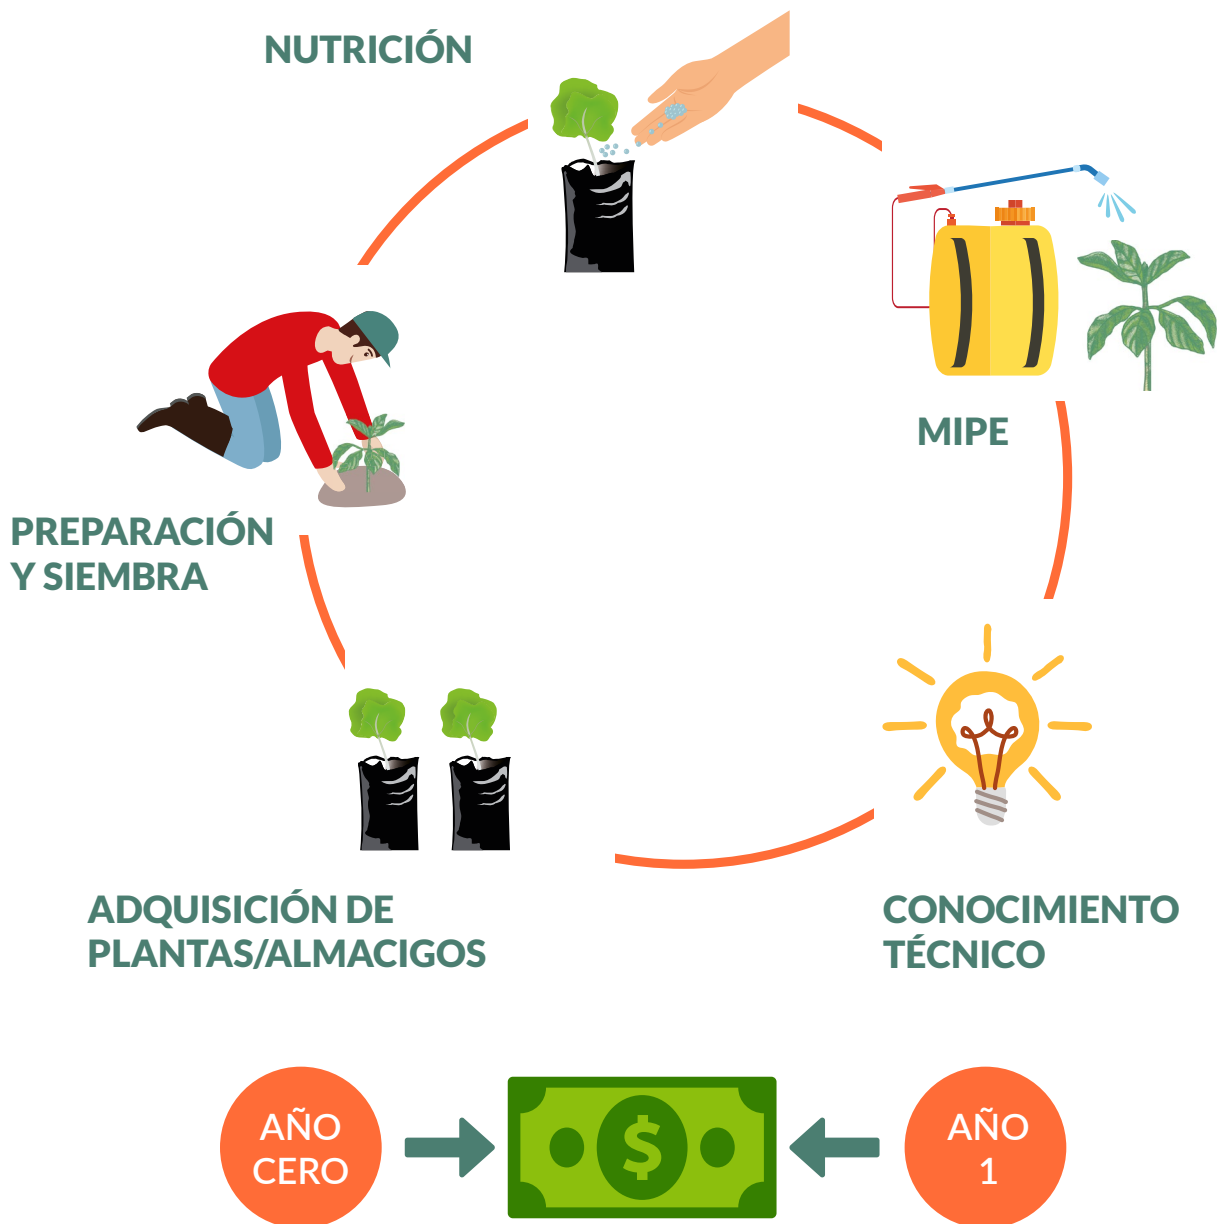 NUTRICIÓN
MIPE
PREPARACIÓN
Y SIEMBRA
ADQUISICIÓN DE
PLANTAS/ALMACIGOS
CONOCIMIENTO
TÉCNICO
AÑO
CERO
$
AÑO
1